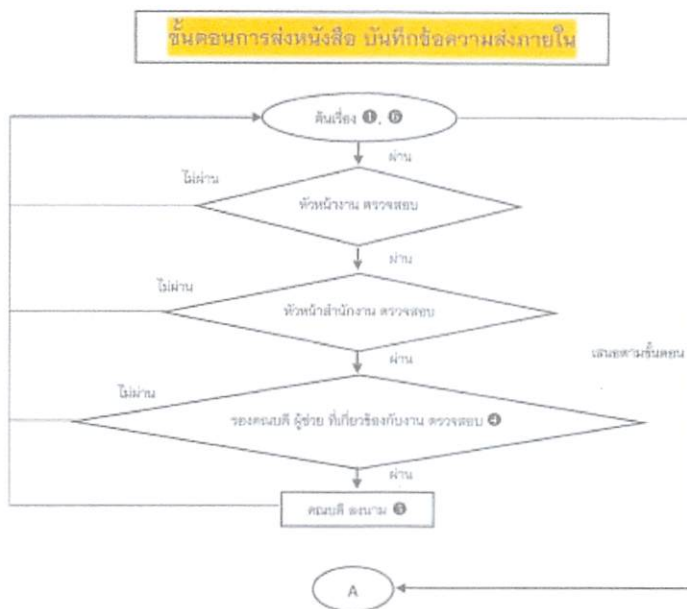 ขั้นตอนการส่งหนังสือ บันทึกข้อความส่งภายใน
ต้นเรื่อง ❶, ❻
ผ่าน
ไม่ผ่าน
หัวหน้างาน ตรวจสอบ
ผ่าน
ไม่ผ่าน
หัวหน้าสำนักงาน ตรวจสอบ
ผ่าน
เสนอตามขั้นตอน
ไม่ผ่าน
รองคณบดี ผู้ช่วย ที่เกี่ยวข้องกับงาน ตรวจสอบ ❹
ผ่าน
คณบดี ลงนาม ❺
A